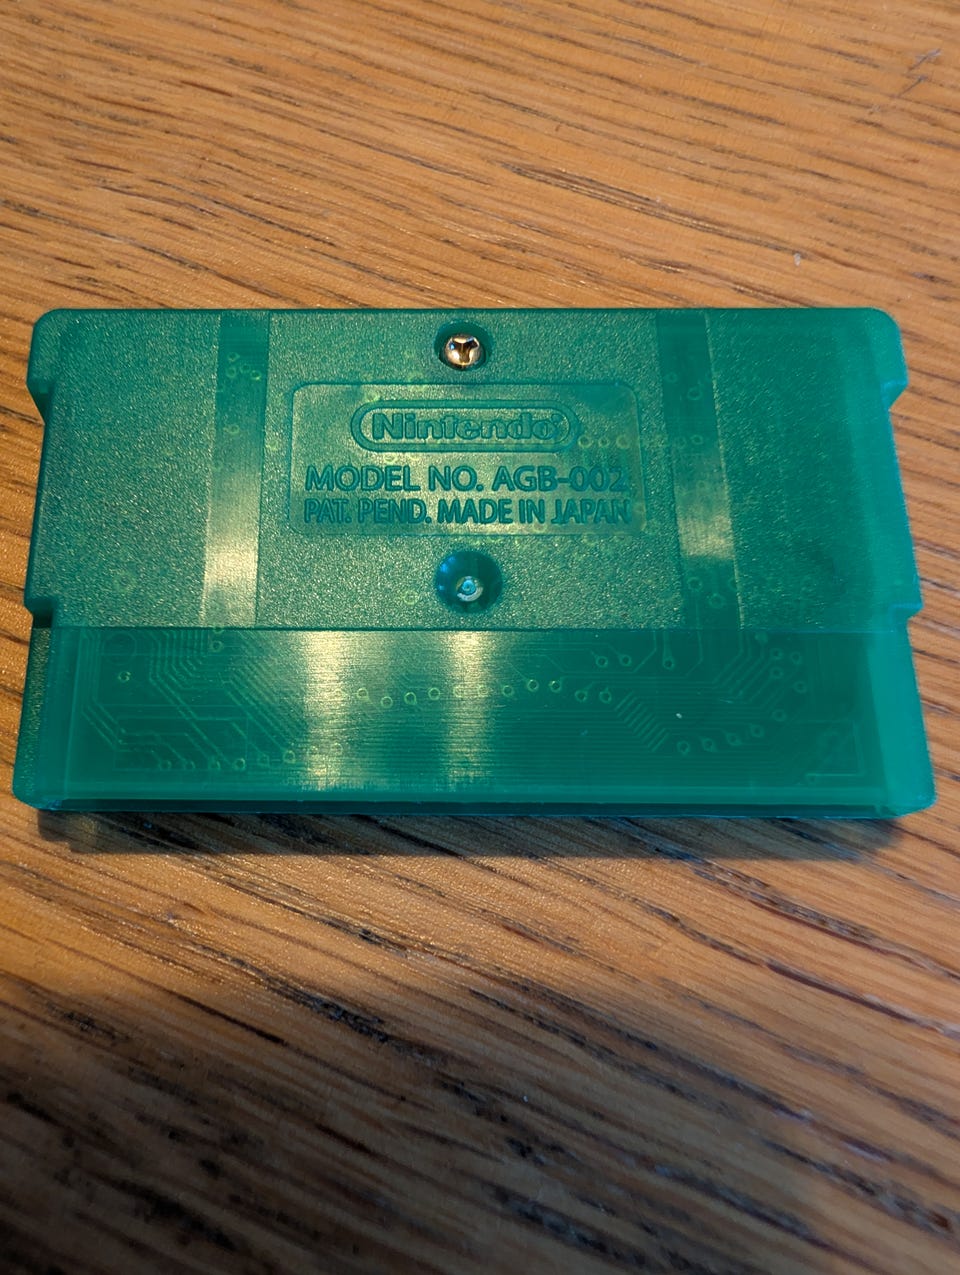 Nintendo®
MODEL NO. AGB-002
PAT. PEND. MADE IN JAPAN